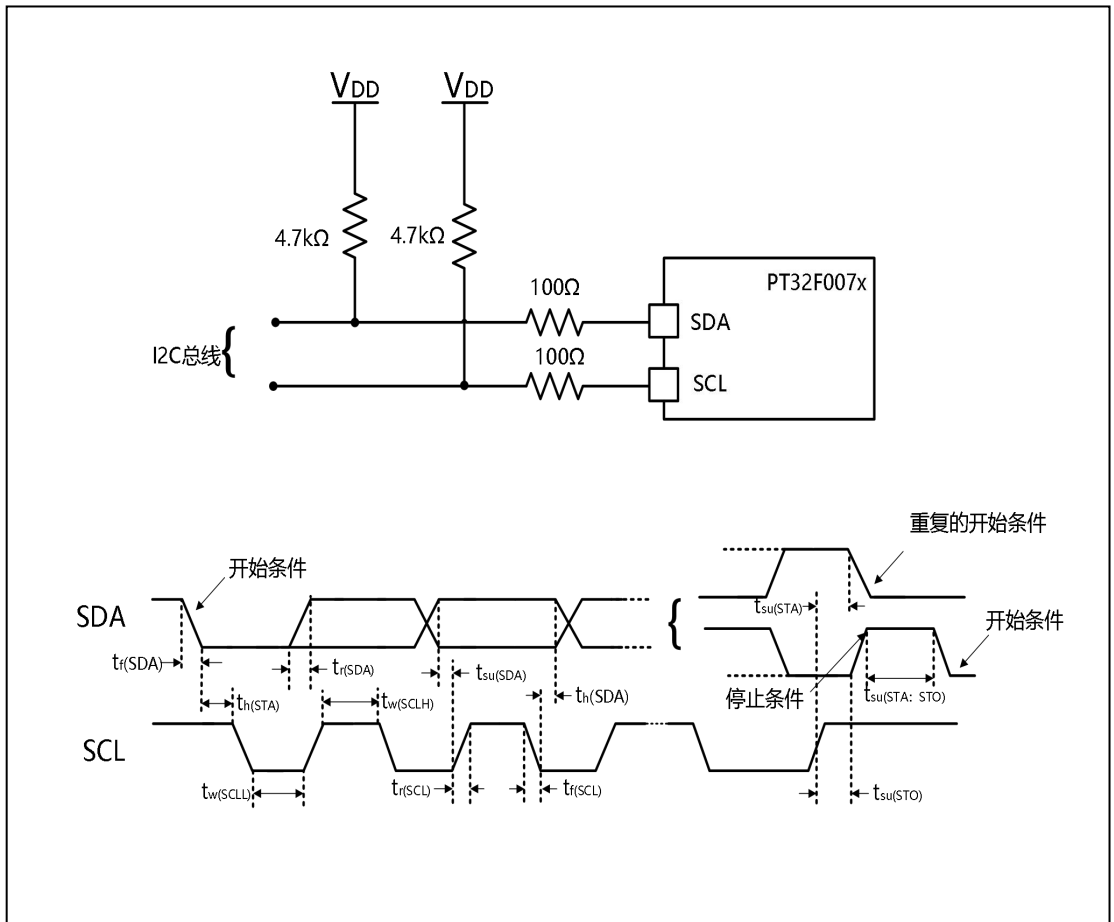 VDD VDD
4.7kΩ 4.7kΩ
100Ω
PT32F007x
SDA
I2C总线
100Ω
SCL
重复的开始条件
开始条件
tsu(STA)
SDA
开始条件
tf(SDA)
tr(SDA)
tsu(SDA)
th(SDA)
停止条件
tsu(STA: STO)
th(STA)
tw(SCLH)
SCL
tw(SCLL)
tr(SCL)
tf(SCL)
tsu(STO)